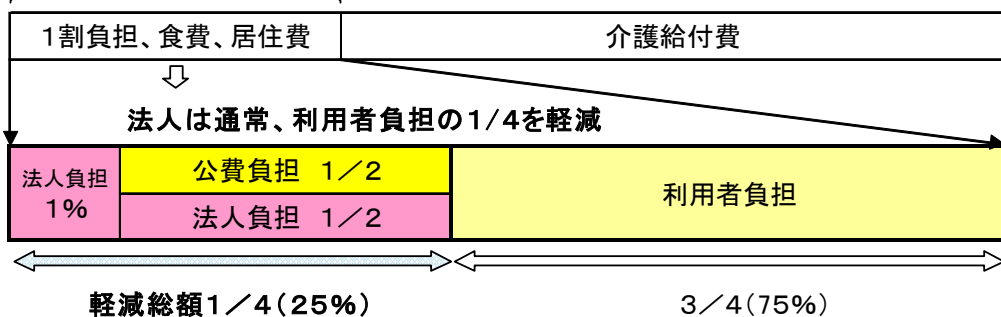 1割負担、食費、居住費
介護給付費
法人は通常、利用者負担の1/4を軽減
法人負担
1%
公費負担 1/2
法人負担 1/2
利用者負担
軽減総額1/4(25%)
3/4(75%)